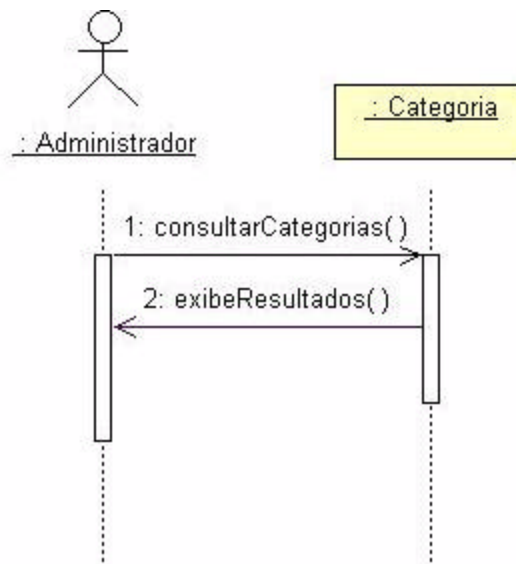 : Administrador
: Categoria
1: consultarCategorias()
2: exibeResultados()